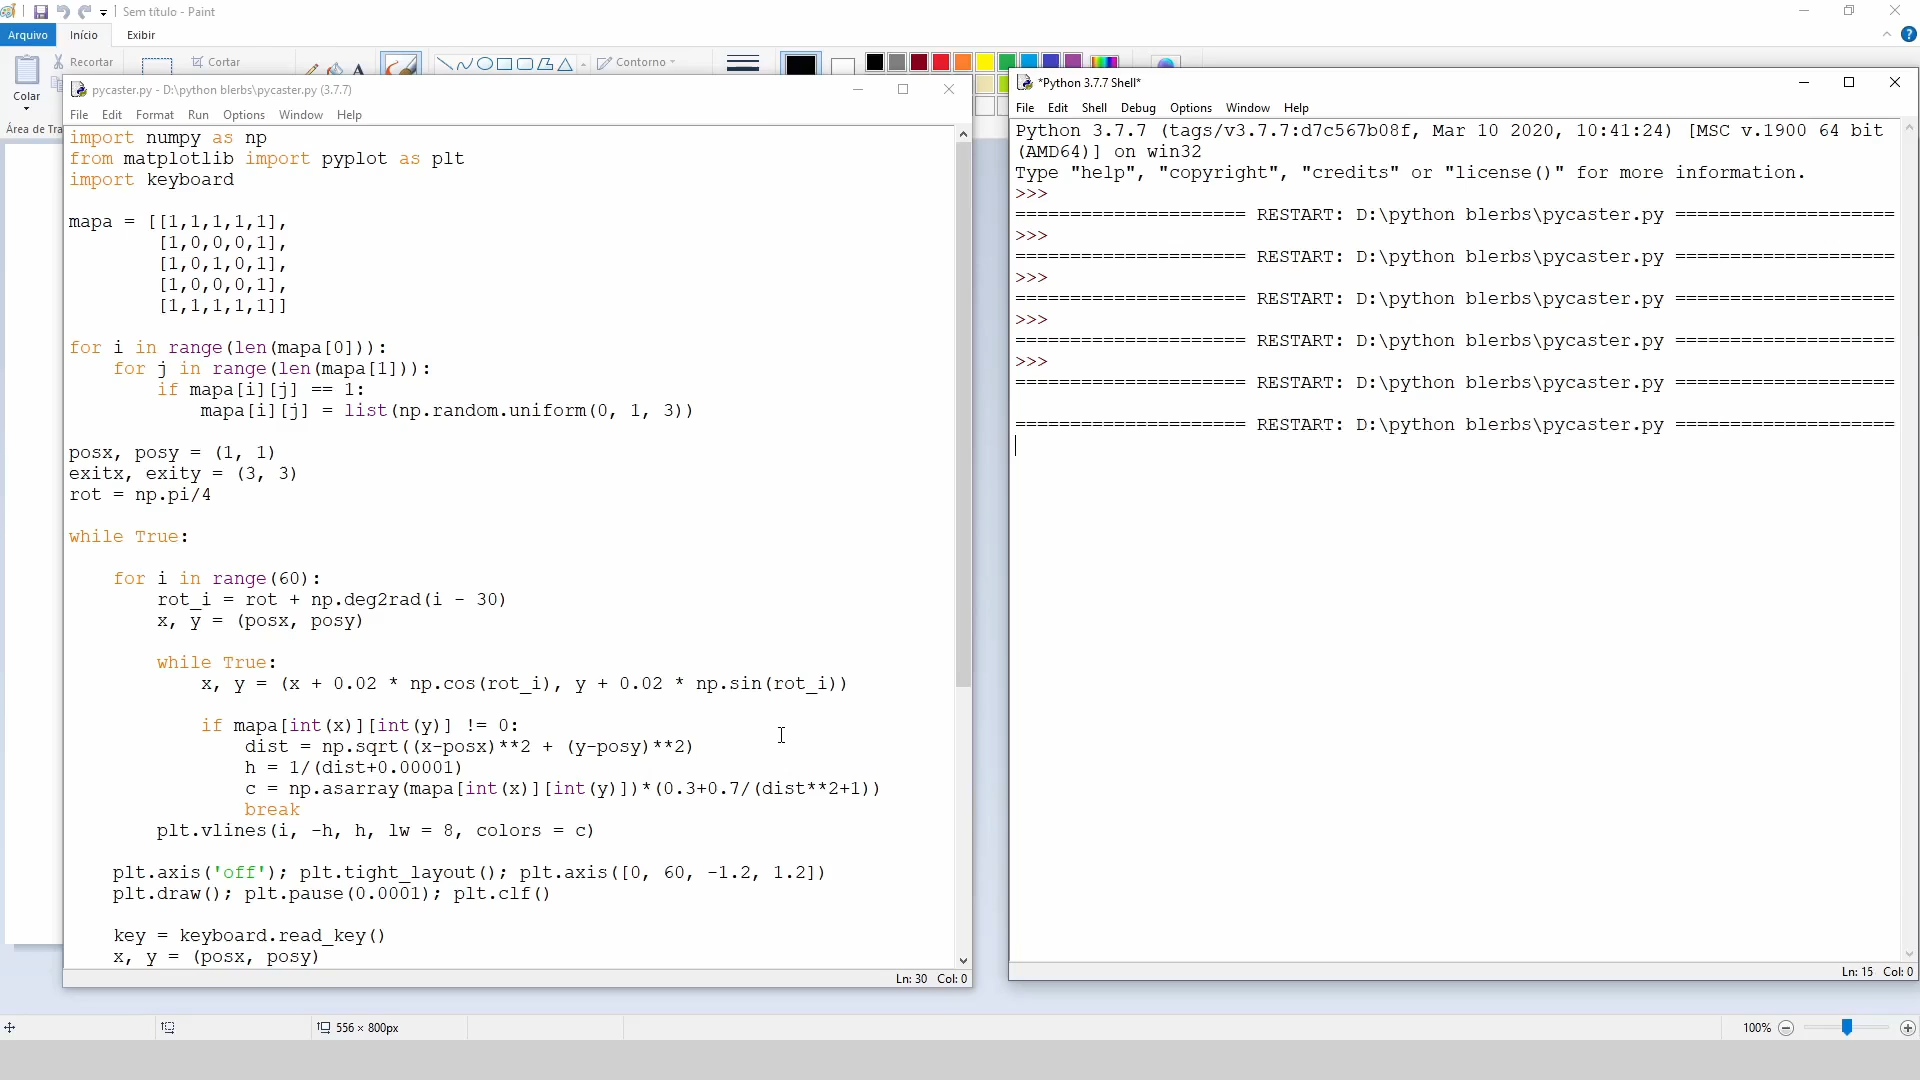 Sem título - Paint
Arquivo
Início
Exibir
Colar
Recortar
Cortar
Contorno
Área de Tra
pycaster.py - D:\python blerbs\pycaster.py (3.7.7)
File Edit Format Run Options Window Help
import numpy as np
from matplotlib import pyplot as plt
import keyboard
mapa = [[1,1,1,1,1],
[1,0,0,0,1],
[1,0,1,0,1],
[1,0,0,0,1],
[1,1,1,1,1]]
for i in range(len(mapa[0])):
for j in range(len(mapa[1])):
if mapa[i][j] == 1:
mapa[i][j] = list(np.random.uniform(0, 1, 3))
posx, posy = (1, 1)
exitx, exity = (3, 3)
rot = np.pi/4
while True:
for i in range(60):
rot_i = rot + np.deg2rad(i - 30)
x, y = (posx, posy)
while True:
x, y = (x + 0.02 * np.cos(rot_i), y + 0.02 * np.sin(rot_i))
if mapa[int(x)][int(y)] != 0:
dist = np.sqrt((x-posx)**2 + (y-posy)**2)
h = 1/(dist+0.00001)
c = np.asarray(mapa[int(x)][int(y)])*(0.3+0.7/(dist**2+1))
break
plt.vlines(i, -h, h, lw = 8, colors = c)
plt.axis('off'); plt.tight_layout(); plt.axis([0, 60, -1.2, 1.2])
plt.draw(); plt.pause(0.0001); plt.clf()
key = keyboard.read_key()
x, y = (posx, posy)
Ln: 30 Col: 0
*Python 3.7.7 Shell*
File Edit Shell Debug Options Window Help
Python 3.7.7 (tags/v3.7.7:d7c567b08f, Mar 10 2020, 10:41:24) [MSC v.1900 64 bit
(AMD64)] on win32
Type "help", "copyright", "credits" or "license()" for more information.
>>>
===================== RESTART: D:\python blerbs\pycaster.py ====================
>>>
===================== RESTART: D:\python blerbs\pycaster.py ====================
>>>
===================== RESTART: D:\python blerbs\pycaster.py ====================
>>>
===================== RESTART: D:\python blerbs\pycaster.py ====================
>>>
===================== RESTART: D:\python blerbs\pycaster.py ====================
===================== RESTART: D:\python blerbs\pycaster.py ====================
Ln: 15 Col: 0
556 × 800px
100%